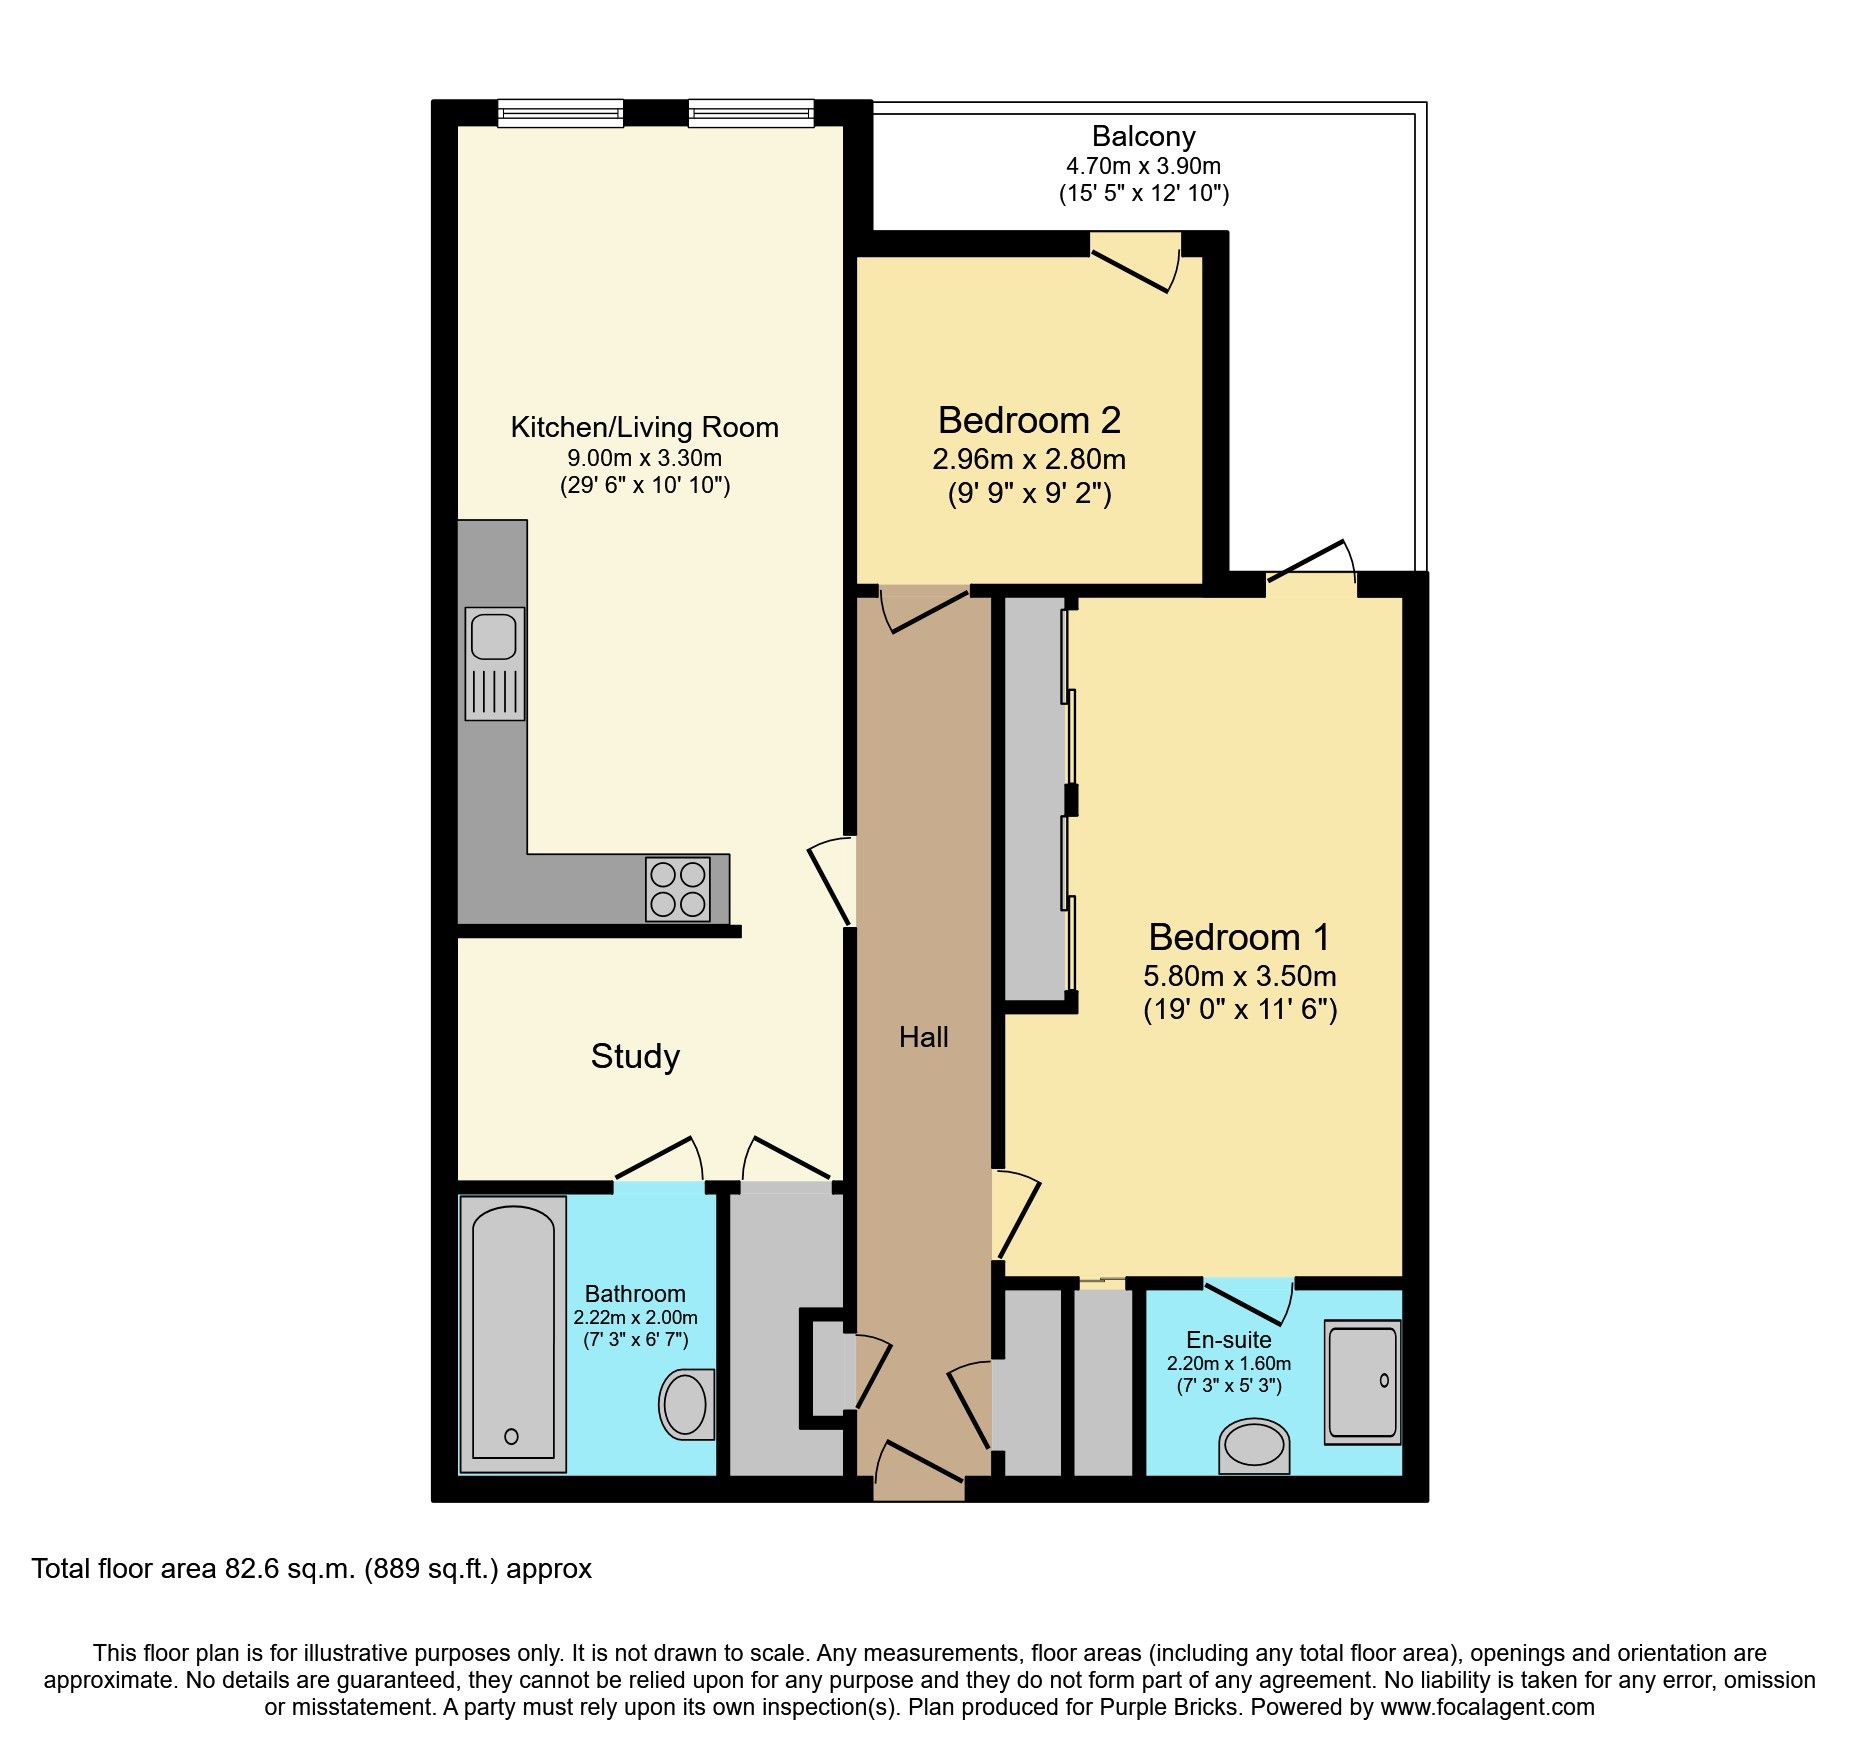 Balcony
4.70m x 3.90m
(15' 5" x 12' 10")
Kitchen/Living Room
9.00m x 3.30m
(29' 6" x 10' 10")
Bedroom 2
2.96m x 2.80m
(9' 9" x 9' 2")
Bedroom 1
5.80m x 3.50m
(19' 0" x 11' 6")
Hall
Study
Bathroom
2.22m x 2.00m
(7' 3" x 6' 7")
En-suite
2.20m x 1.60m
(7' 3" x 5' 3")
Total floor area 82.6 sq.m. (889 sq.ft.) approx
This floor plan is for illustrative purposes only. It is not drawn to scale. Any measurements, floor areas (including any total floor area), openings and orientation are
approximate. No details are guaranteed, they cannot be relied upon for any purpose and they do not form part of any agreement. No liability is taken for any error, omission
or misstatement. A party must rely upon its own inspection(s). Plan produced for Purple Bricks. Powered by www.focalagent.com